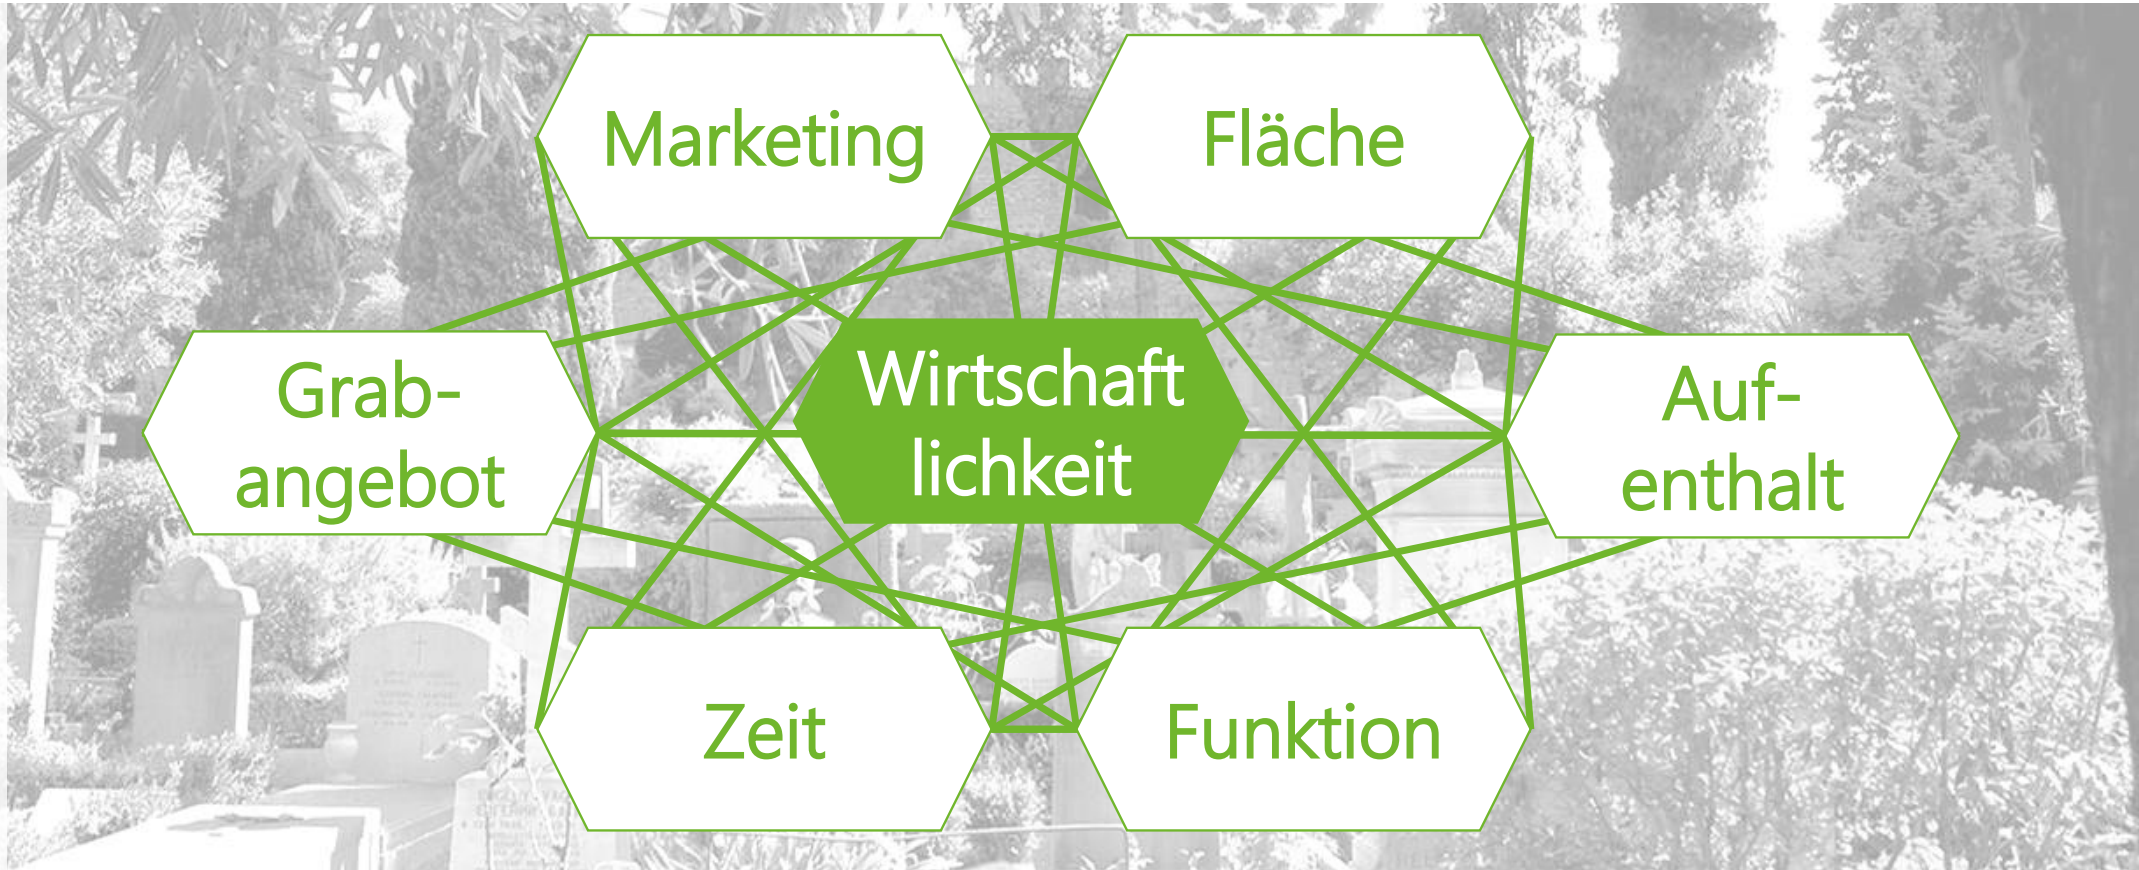 Marketing
Fläche
Grab-
angebot
Wirtschaft
lichkeit
Auf-
enthalt
Zeit
Funktion